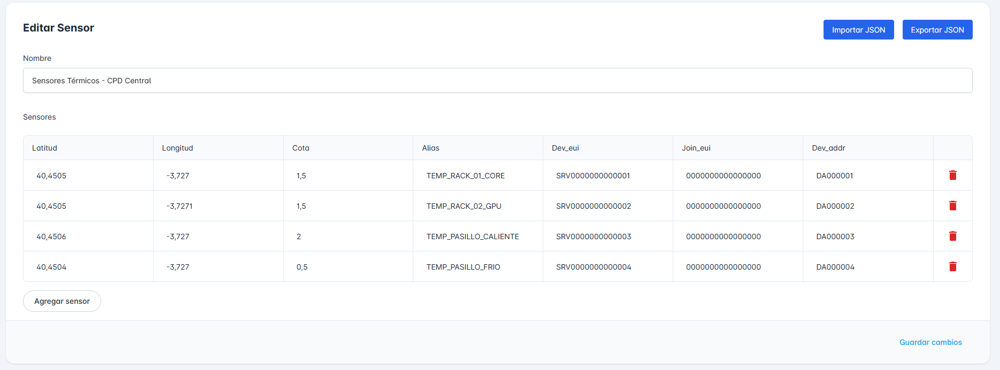 Editar Sensor
Importar JSON Exportar JSON
Nombre
Sensores Térmicos - CPD Central
Sensores
Latitud Longitud Cota Alias Dev_eui Join_eui Dev_addr
40,4505 -3,727 1,5 TEMP_RACK_01_CORE SRV0000000000001 0000000000000000 DA000001
40,4505 -3,7271 1,5 TEMP_RACK_02_GPU SRV0000000000002 0000000000000000 DA000002
40,4506 -3,727 2 TEMP_PASILLO_CALIENTE SRV0000000000003 0000000000000000 DA000003
40,4504 -3,727 0,5 TEMP_PASILLO_FRIO SRV0000000000004 0000000000000000 DA000004
Agregar sensor
Guardar cambios